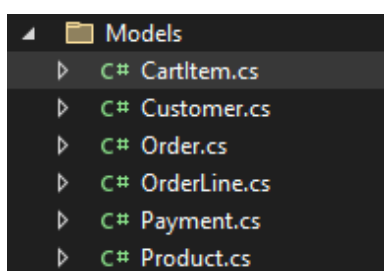 Models
C# CartItem.cs
C# Customer.cs
C# Order.cs
C# OrderLine.cs
C# Payment.cs
C# Product.cs